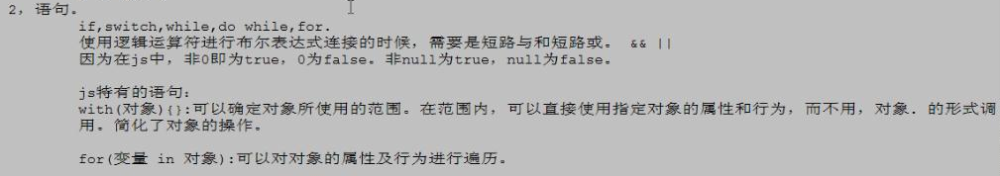 2，语句。
if,switch,while,do while,for.
使用逻辑运算符进行布尔表达式连接的时候，需要是短路与和短路或。 && ||
因为在js中，非0即为true，0为false。非null为true，null为false。
js特有的语句：
with(对象){}:可以确定对象所使用的范围。在范围内，可以直接使用指定对象的属性和行为，而不用，对象. 的形式调
用。简化了对象的操作。
for(变量 in 对象):可以对对象的属性及行为进行遍历。